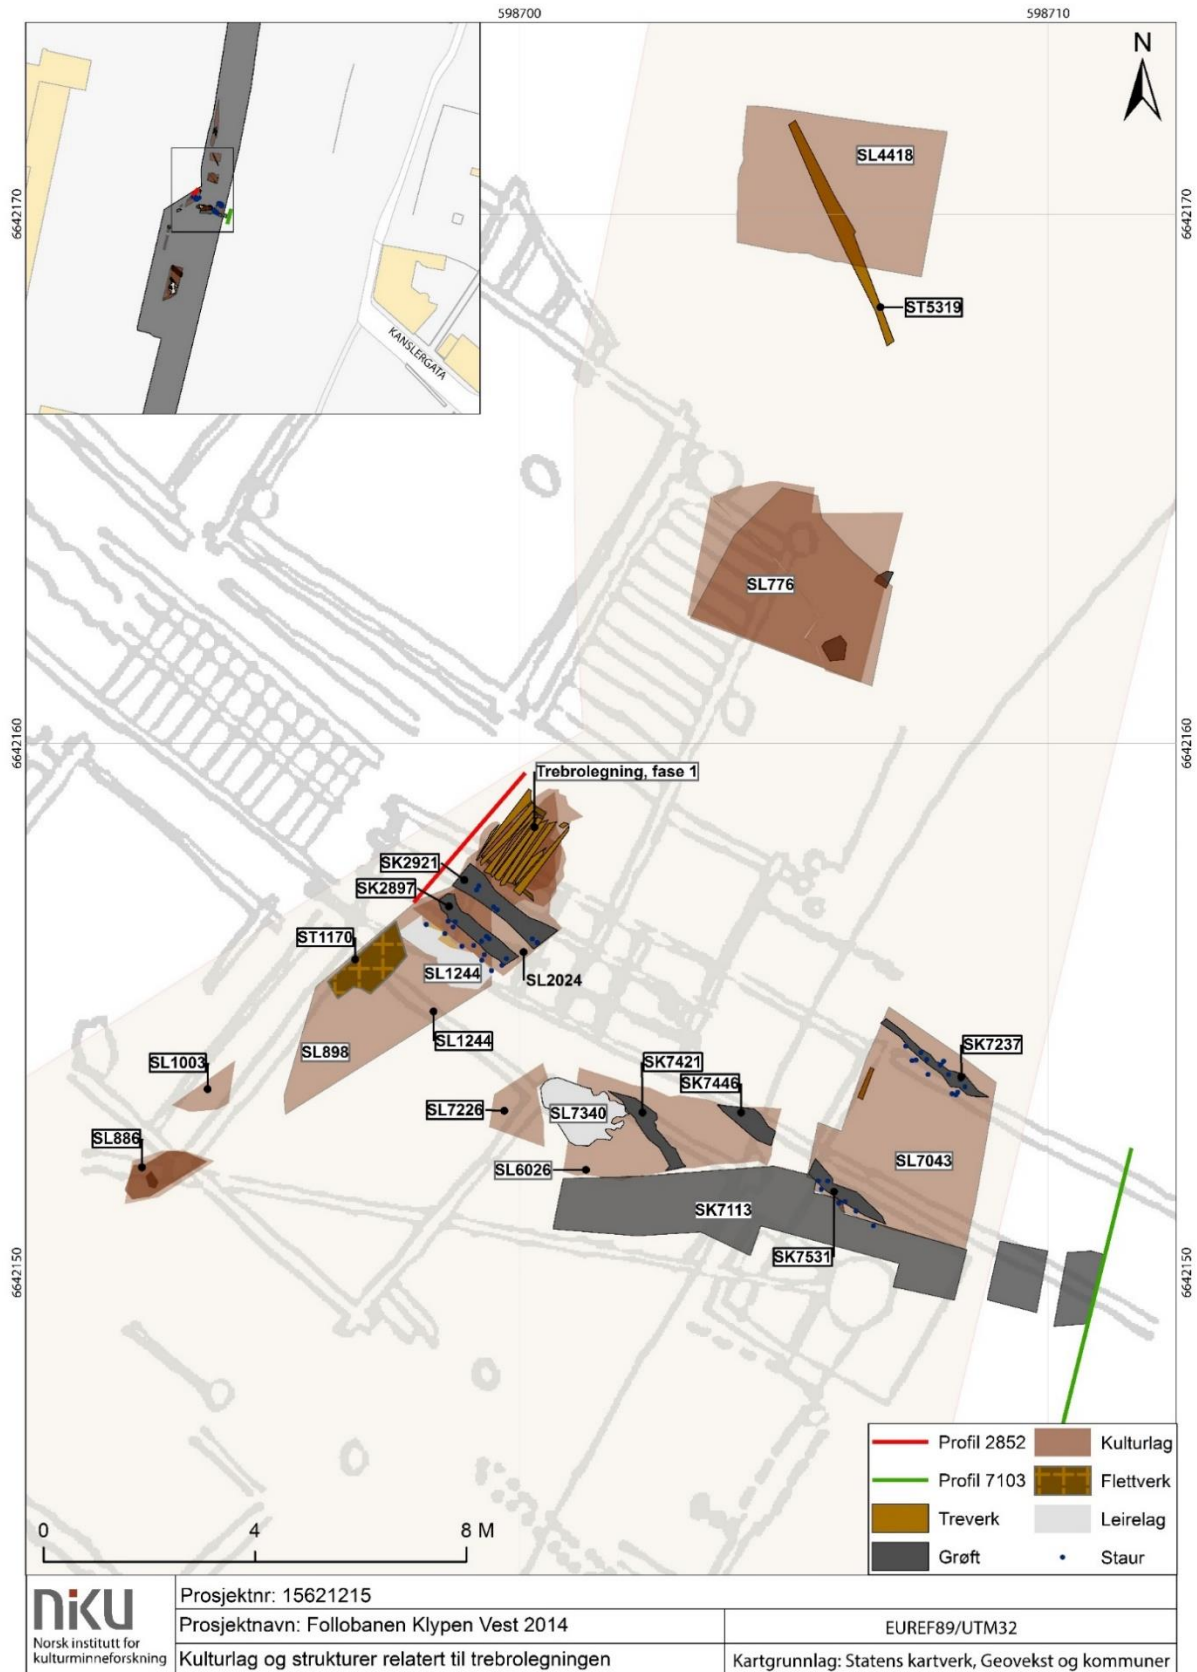 598700
598710
N
KANSLERGATA
SL4418
6642170
6642170
ST5319
SL776
6642160
6642160
Trebrolegning, fase 1
SK2921
SK2897
ST1170
SL1244
SL2024
SL1244
SL898
SL1003
SK7237
SK7421
SK7446
SL7226
SL7340
SL886
SL6026
SL7043
SK7113
SK7531
6642150
6642150
Profil 2852
Kulturlag
Profil 7103
Flettverk
Treverk
Leirelag
Grøft
Staur
0 4 8 M
niku
Norsk institutt for
kulturminneforskning
Prosjektnr: 15621215
Prosjektnavn: Follobanen Klypen Vest 2014
EUREF89/UTM32
Kulturlag og strukturer relatert til trebrolegningen
Kartgrunnlag: Statens kartverk, Geovekst og kommuner